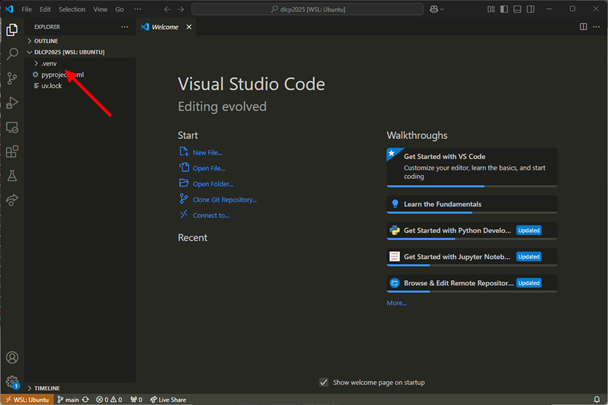 File Edit Selection View Go ··· dlcp2025 [WSL: Ubuntu]
EXPLORER ···
Welcome
OUTLINE
DLCP2025 [WSL: UBUNTU]
.venv
pyproject.toml
uv.lock
Visual Studio Code
Editing evolved
Start
New File...
Open File...
Open Folder...
Clone Git Repository...
Connect to...
Recent
Walkthroughs
Get Started with VS Code
Customize your editor, learn the basics, and start
coding
Learn the Fundamentals
Get Started with Python Develo... Updated
Get Started with Jupyter Noteb... Updated
Browse & Edit Remote Repositor... Updated
More...
Show welcome page on startup
1
TIMELINE
WSL: Ubuntu main 0 0 0 Live Share